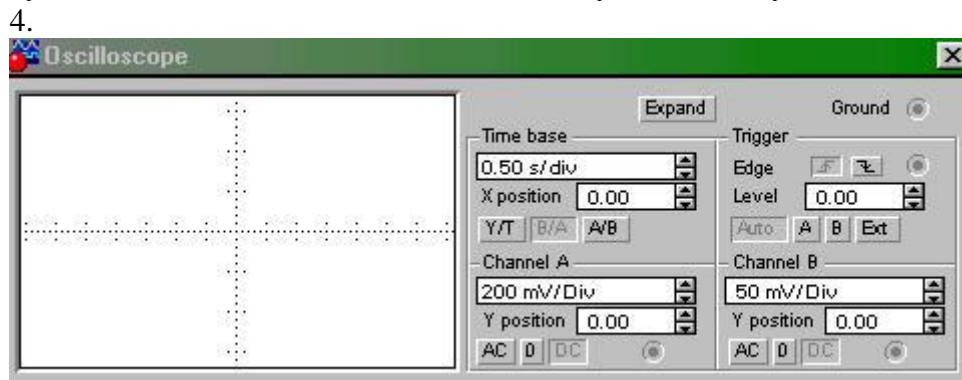 4.
Oscilloscope
Expand Ground
Time base Trigger
0.50 s/div Edge
X position 0.00 Level 0.00
Y/T B/A A/B Auto A B Ext
Channel A Channel B
200 mV/Div 50 mV/Div
Y position 0.00 Y position 0.00
AC 0 DC AC 0 DC